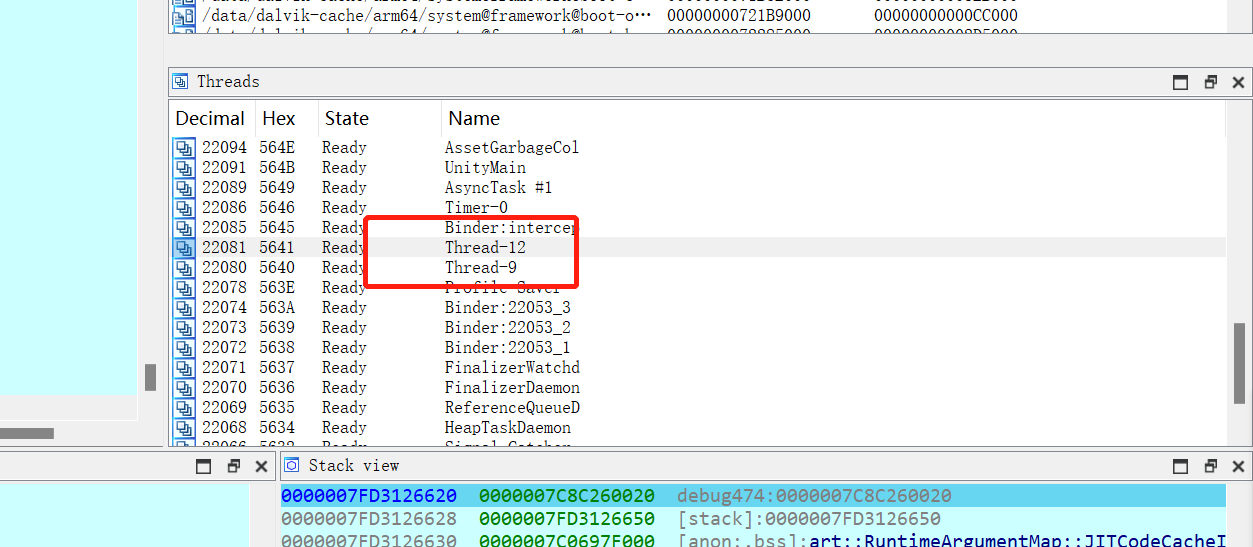 /data/dalvik-cache/arm64/system@framework@boot-o… 00000000721B9000 00000000000CC000
Threads
Decimal Hex State Name
22094 564E Ready AssetGarbageCol
22091 564B Ready UnityMain
22089 5649 Ready AsyncTask #1
22086 5646 Ready Timer-0
22085 5645 Ready Binder:intercep
22081 5641 Ready Thread-12
22080 5640 Ready Thread-9
22078 563E Ready Profile Saver
22074 563A Ready Binder:22053_3
22073 5639 Ready Binder:22053_2
22072 5638 Ready Binder:22053_1
22071 5637 Ready FinalizerWatchd
22070 5636 Ready FinalizerDaemon
22069 5635 Ready ReferenceQueueD
22068 5634 Ready HeapTaskDaemon
Stack view
0000007FD3126620 0000007C8C260020 debug474:0000007C8C260020
0000007FD3126628 0000007FD3126650 [stack]:0000007FD3126650
0000007FD3126630 0000007C0697F000 [anon:.bss]:art::RuntimeArgumentMap::JITCodeCacheI